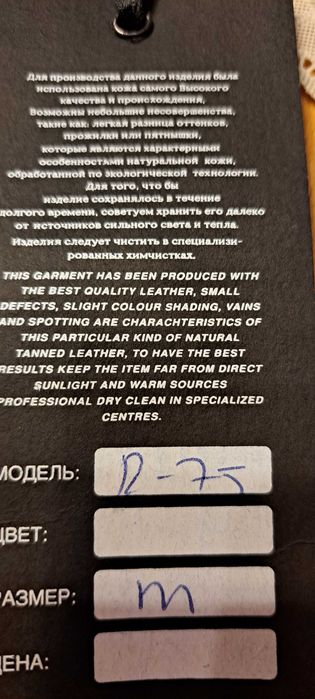 Для производства данного изделия была
использована кожа самого Высокого
качества и происхождения,
Возможны небольшие несовершенства,
такие как: легкая разница оттенков,
прожилки или пятнышки,
которые являются характерными
особенностями натуральной кожи,
обработанной по экологической технологии.
Для того, что бы
изделие сохранялось в течение
долгого времени, советуем хранить его далеко
от источников сильного света и тепла.
Изделия следует чистить в специализи-
рованных химчистках.
THIS GARMENT HAS BEEN PRODUCED WITH
THE BEST QUALITY LEATHER, SMALL
DEFECTS, SLIGHT COLOUR SHADING, VAINS
AND SPOTTING ARE CHARACHTERISTICS OF
THIS PARTICULAR KIND OF NATURAL
TANNED LEATHER, TO HAVE THE BEST
RESULTS KEEP THE ITEM FAR FROM DIRECT
SUNLIGHT AND WARM SOURCES
PROFESSIONAL DRY CLEAN IN SPECIALIZED
CENTRES.
МОДЕЛЬ: R-75
ЦВЕТ:
РАЗМЕР: m
ЦЕНА: